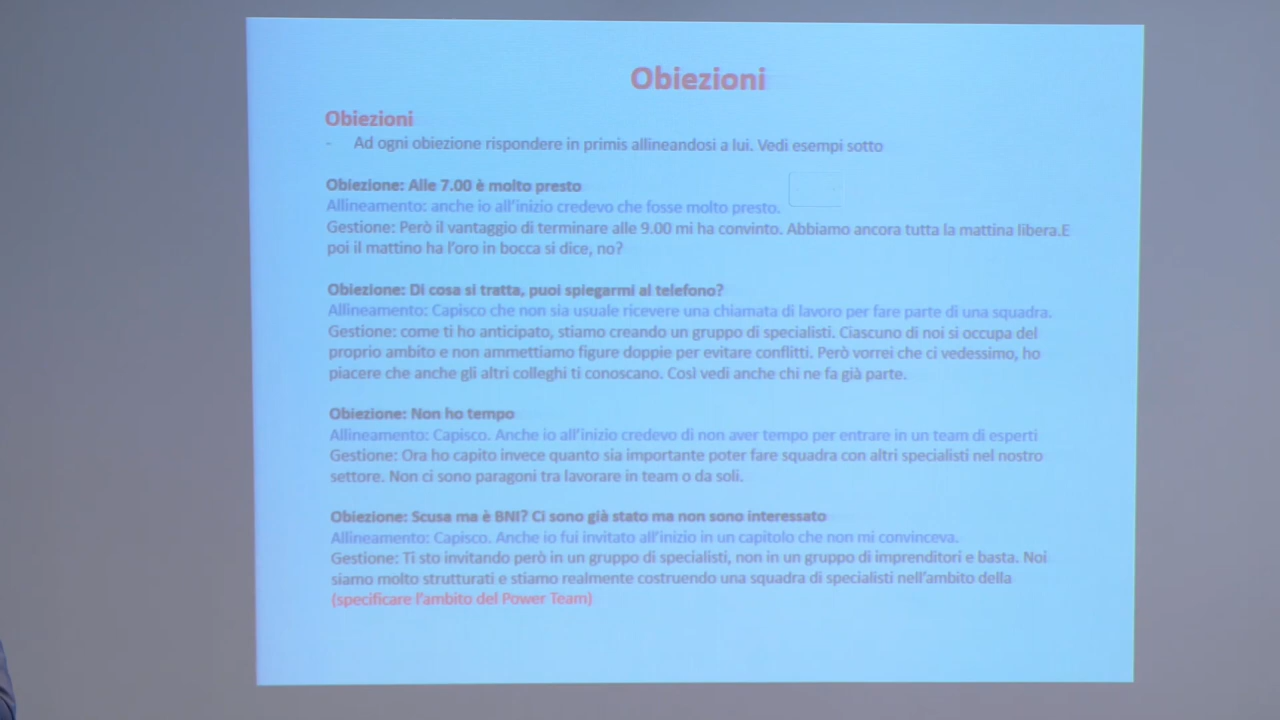 Obiezioni
Obiezioni
- Ad ogni obiezione rispondere in primis allineandosi a lui. Vedi esempi sotto
Obiezione: Alle 7.00 è molto presto
Allineamento: anche io all'inizio credevo che fosse molto presto.
Gestione: Però il vantaggio di terminare alle 9.00 mi ha convinto. Abbiamo ancora tutta la mattina libera.E
poi il mattino ha l'oro in bocca si dice, no?
Obiezione: Di cosa si tratta, puoi spiegarmi al telefono?
Allineamento: Capisco che non sia usuale ricevere una chiamata di lavoro per fare parte di una squadra.
Gestione: come ti ho anticipato, stiamo creando un gruppo di specialisti. Ciascuno di noi si occupa del
proprio ambito e non ammettiamo figure doppie per evitare conflitti. Però vorrei che ci vedessimo, ho
piacere che anche gli altri colleghi ti conoscano. Così vedi anche chi ne fa già parte.
Obiezione: Non ho tempo
Allineamento: Capisco. Anche io all'inizio credevo di non aver tempo per entrare in un team di esperti
Gestione: Ora ho capito invece quanto sia importante poter fare squadra con altri specialisti nel nostro
settore. Non ci sono paragoni tra lavorare in team o da soli.
Obiezione: Scusa ma è BNI? Ci sono già stato ma non sono interessato
Allineamento: Capisco. Anche io fui invitato all'inizio in un capitolo che non mi convinceva.
Gestione: Ti sto invitando però in un gruppo di specialisti, non in un gruppo di imprenditori e basta. Noi
siamo molto strutturati e stiamo realmente costruendo una squadra di specialisti nell'ambito della
(specificare l'ambito del Power Team)